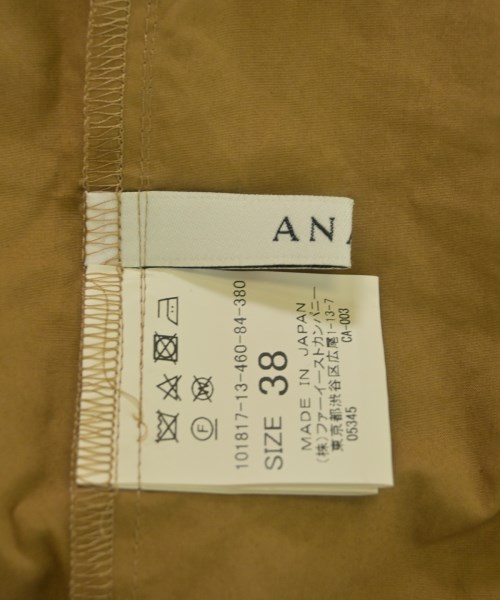 AN
101817-13-460-84-380
SIZE 38
MADE IN JAPAN
(株)ファーイーストカンパニー
東京都渋谷区広尾1-13-7
05345
CA-003
F